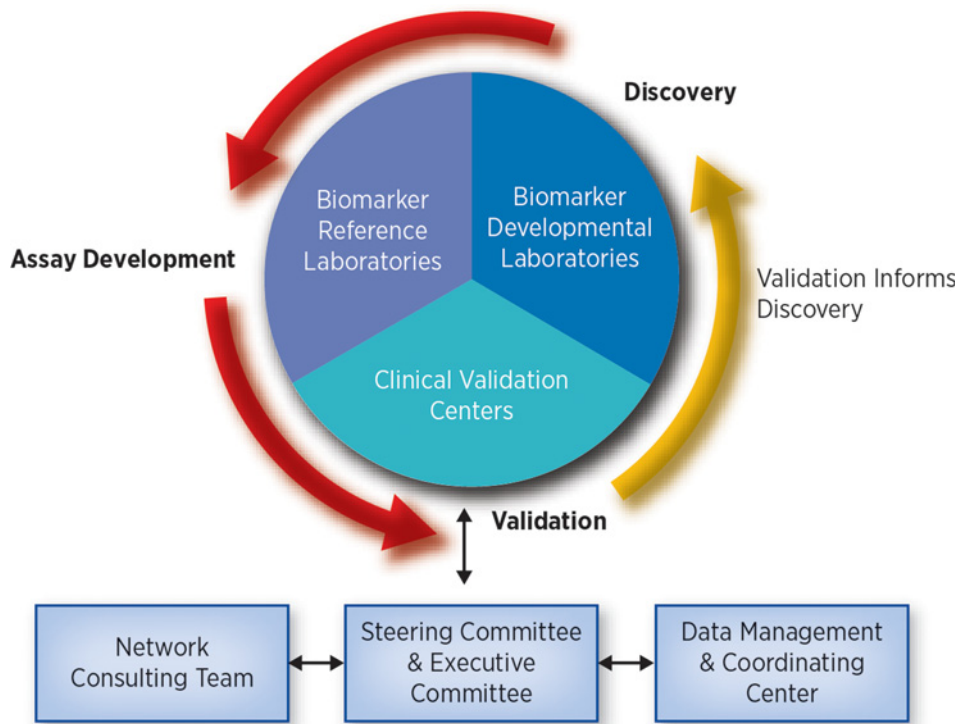 Discovery
Biomarker
Reference
Laboratories
Biomarker
Developmental
Laboratories
Assay Development
Validation Informs
Discovery
Clinical Validation
Centers
Validation
Network
Consulting Team
Steering Committee
& Executive
Committee
Data Management
& Coordinating
Center